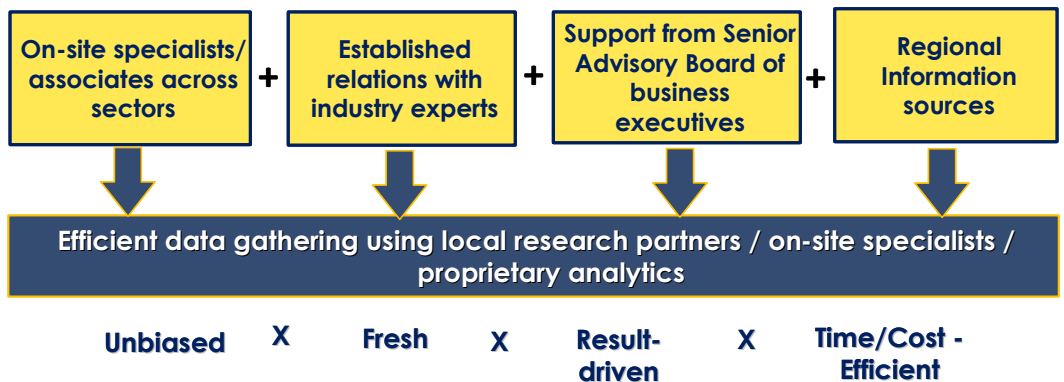 On-site specialists/
associates across
sectors
+
Established
relations with
industry experts
+
Support from Senior
Advisory Board of
business
executives
+
Regional
Information
sources
Efficient data gathering using local research partners / on-site specialists /
proprietary analytics
Unbiased
X
Fresh
X
Result-
driven
X
Time/Cost -
Efficient